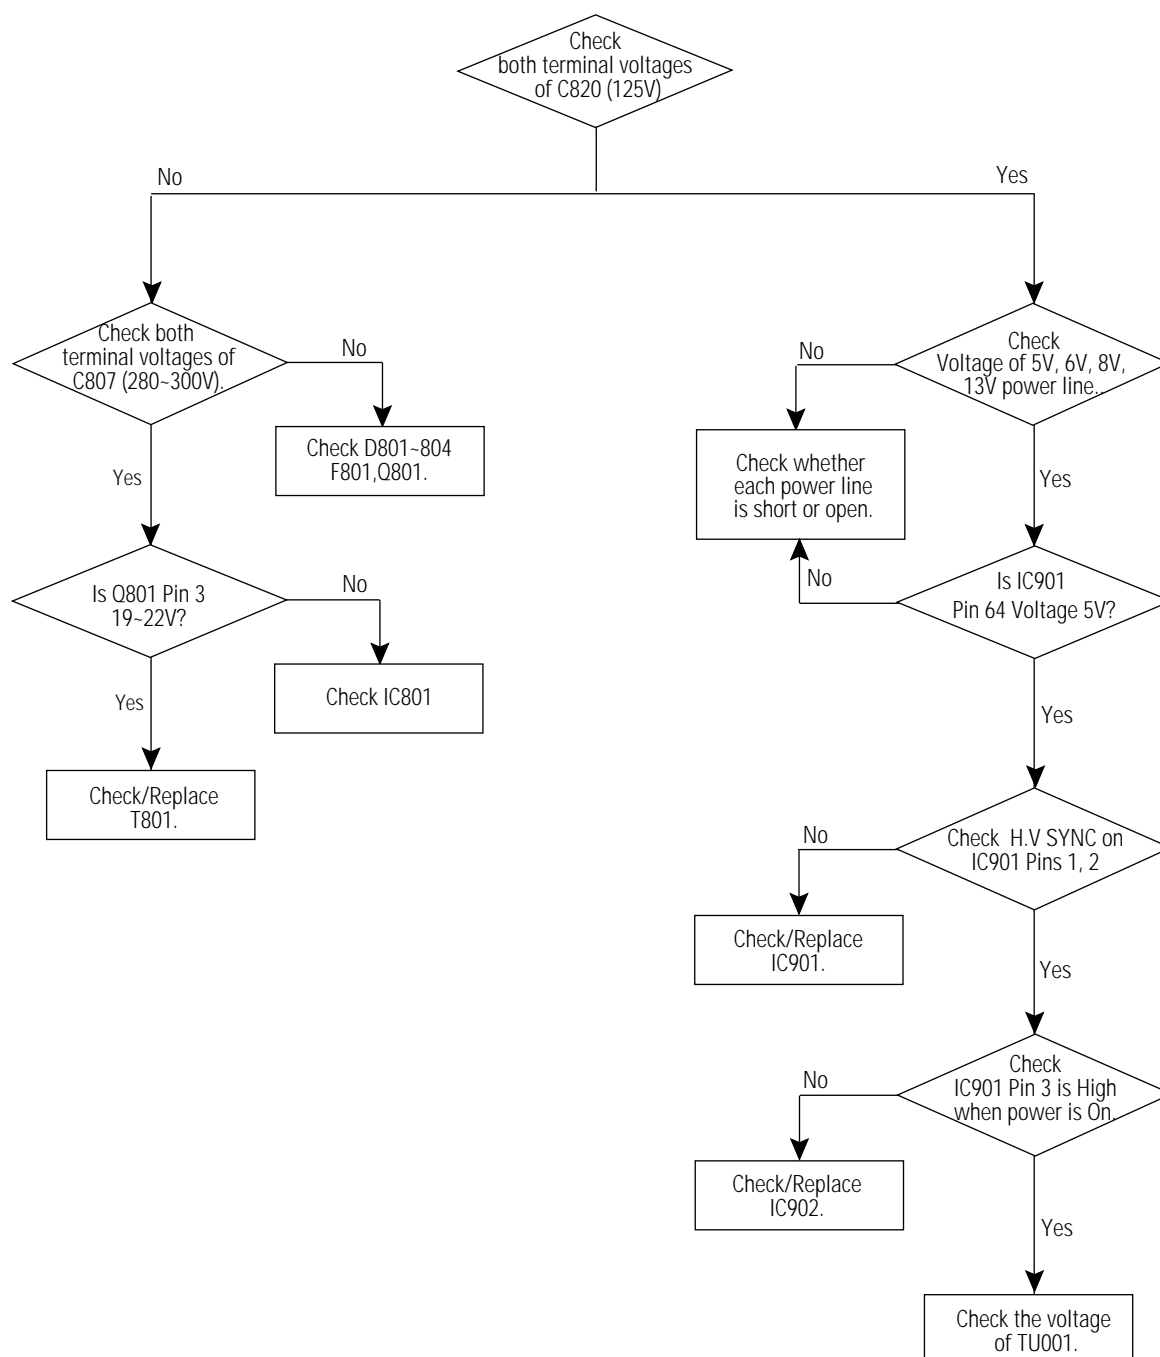 Check
both terminal voltages
of C820 (125V)
No
Yes
Check both
terminal voltages of
C807 (280~300V).
No
Check D801~804
F801,Q801.
Yes
Is Q801 Pin 3
19~22V?
No
Check IC801
Yes
Check/Replace
T801.
Check
Voltage of 5V, 6V, 8V,
13V power line..
No
Check whether
each power line
is short or open.
Yes
Is IC901
Pin 64 Voltage 5V?
No
Yes
Check H.V SYNC on
IC901 Pins 1, 2
No
Check/Replace
IC901.
Yes
Check
IC901 Pin 3 is High
when power is On.
No
Check/Replace
IC902.
Yes
Check the voltage
of TU001.